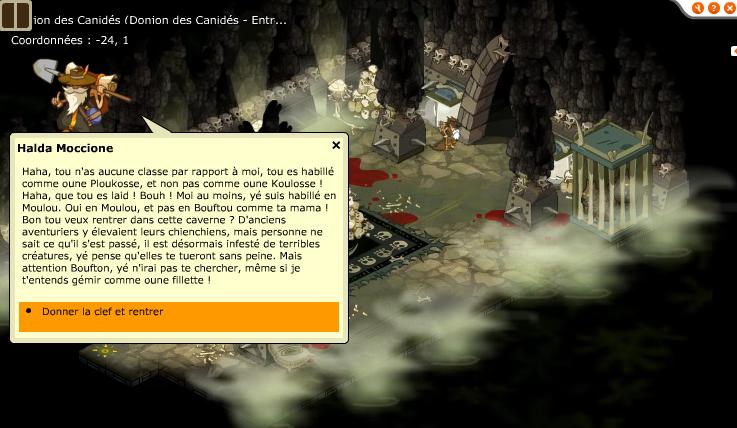 ion des Canidés (Donjon des Canidés - Entr...
Coordonnées : -24, 1
Halda Moccione
Haha, tou n'as aucune classe par rapport à moi, tou es habillé
comme oune Ploukosse, et non pas comme oune Koulosse !
Haha, que tou es laid ! Bouh ! Moi au moins, yé suis habillé en
Moulou. Oui en Moulou, et pas en Bouftou comme ta mama !
Bon tou veux rentrer dans cette caverne ? D'anciens
aventuriers y élevaient leurs chienchiens, mais personne ne
sait ce qu'il s'est passé, il est désormais infesté de terribles
créatures, yé pense qu'elles te tueront sans peine. Mais
attention Boufton, yé n'irai pas te chercher, même si je
t'entends gémir comme oune fillette !
Donner la clef et rentrer